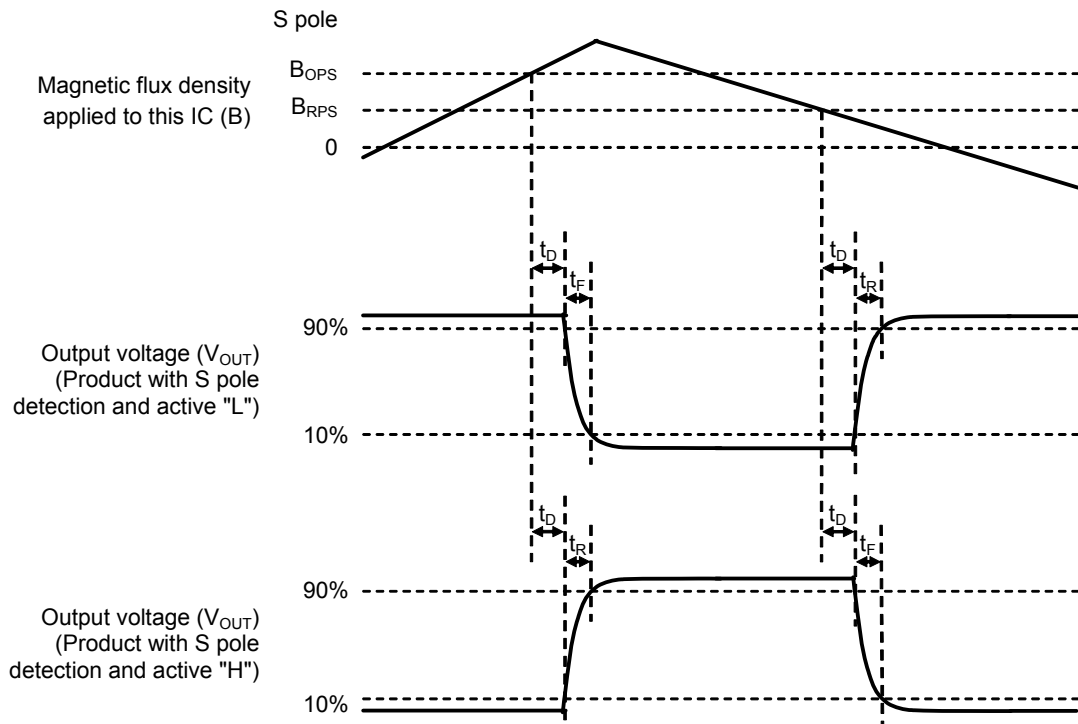 S pole
Magnetic flux density
applied to this IC (B)
BOPS
BRPS
0
tD
tF
tD
tR
90%
Output voltage (VOUT)
(Product with S pole
detection and active "L")
10%
tD
tR
tD
tF
90%
Output voltage (VOUT)
(Product with S pole
detection and active "H")
10%